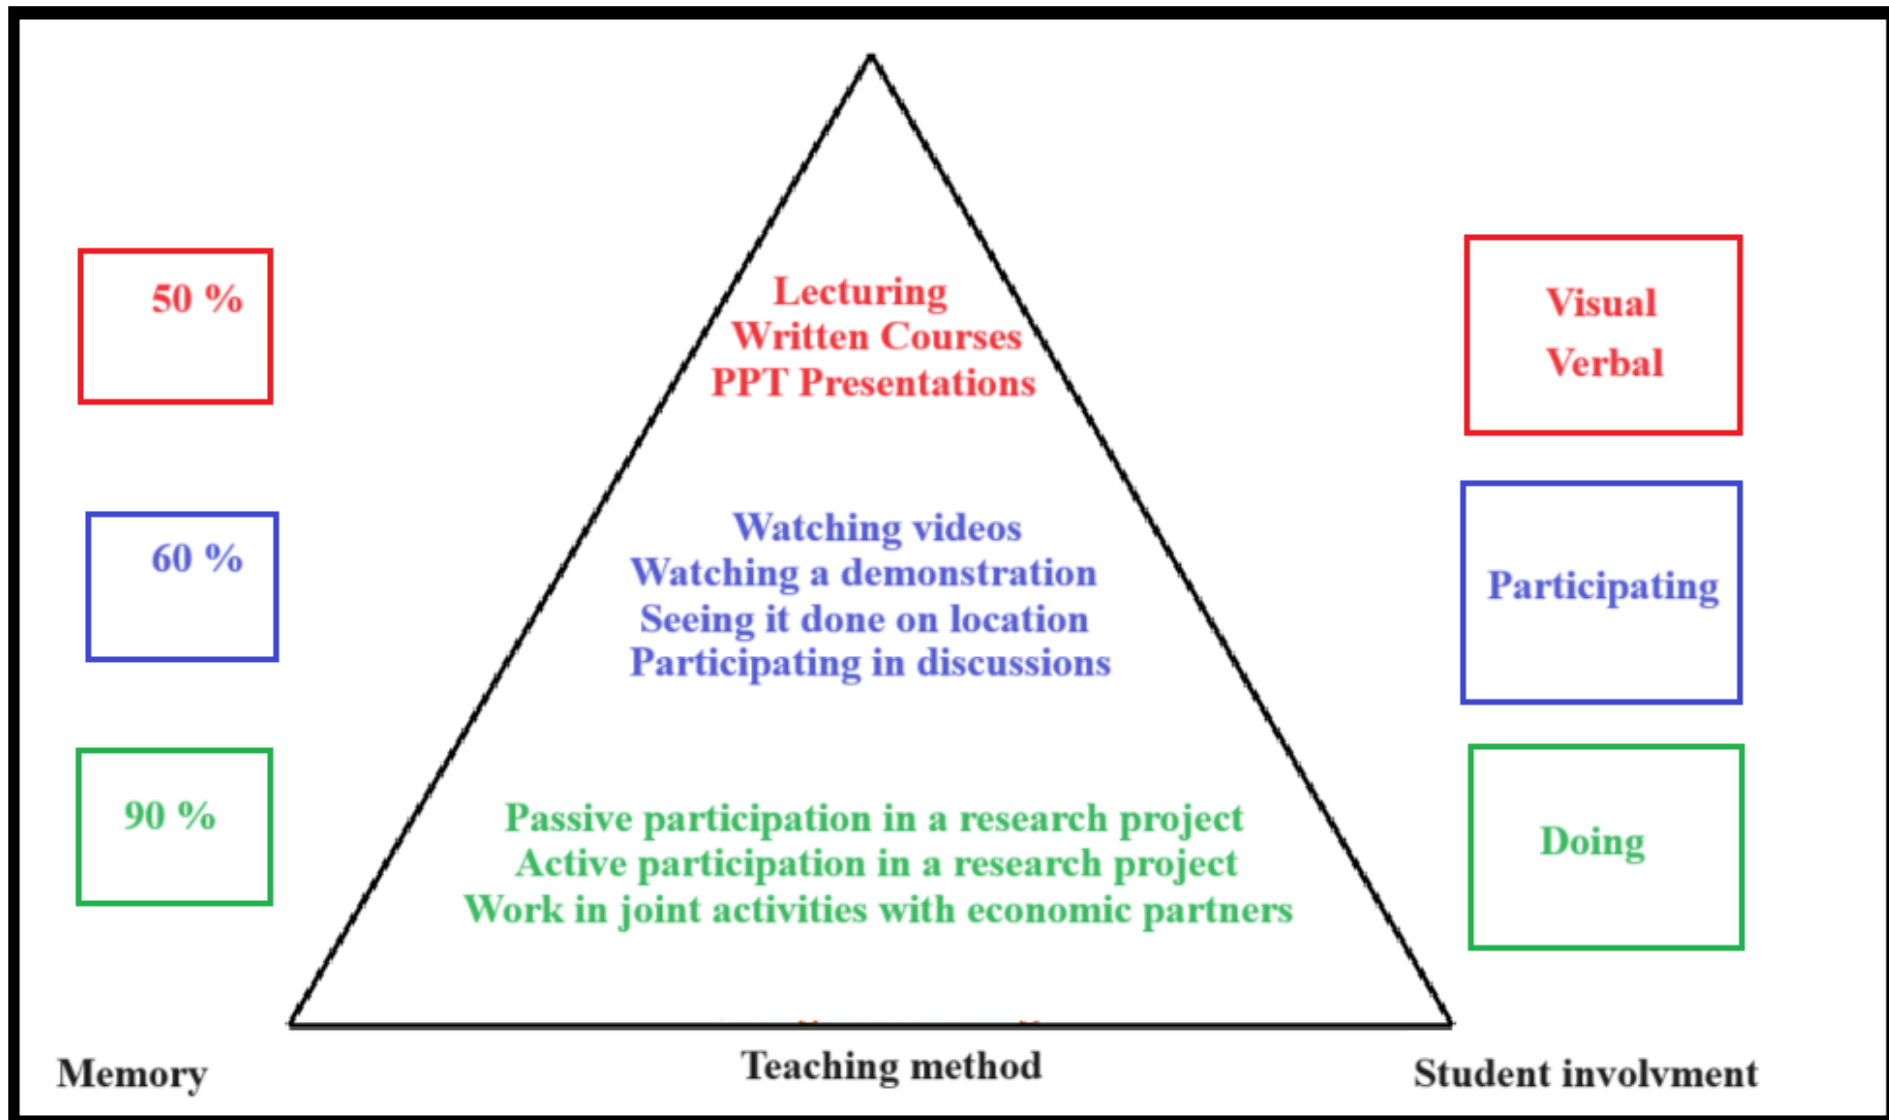 50 %
Lecturing
Written Courses
PPT Presentations
Visual
Verbal
60 %
Watching videos
Watching a demonstration
Seeing it done on location
Participating in discussions
Participating
90 %
Passive participation in a research project
Active participation in a research project
Work in joint activities with economic partners
Doing
Memory
Teaching method
Student involvment